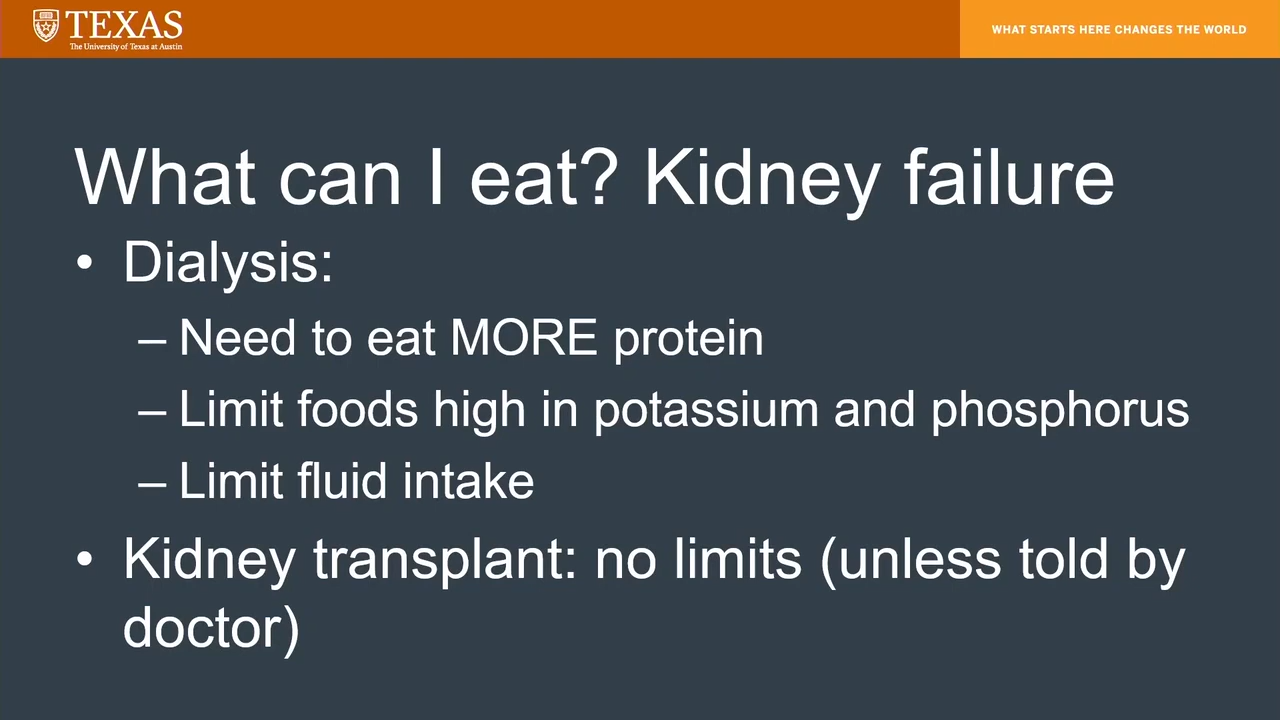 TEXAS
The University of Texas at Austin
WHAT STARTS HERE CHANGES THE WORLD
What can I eat? Kidney failure
• Dialysis:
– Need to eat MORE protein
– Limit foods high in potassium and phosphorus
– Limit fluid intake
• Kidney transplant: no limits (unless told by
doctor)